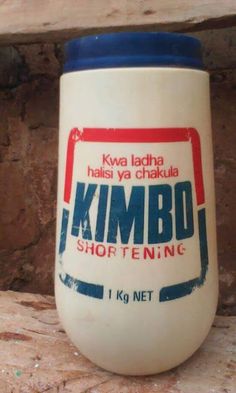 Kwa ladha
halisi ya chakula
KIMBO
SHORTENING
1 Kg NET